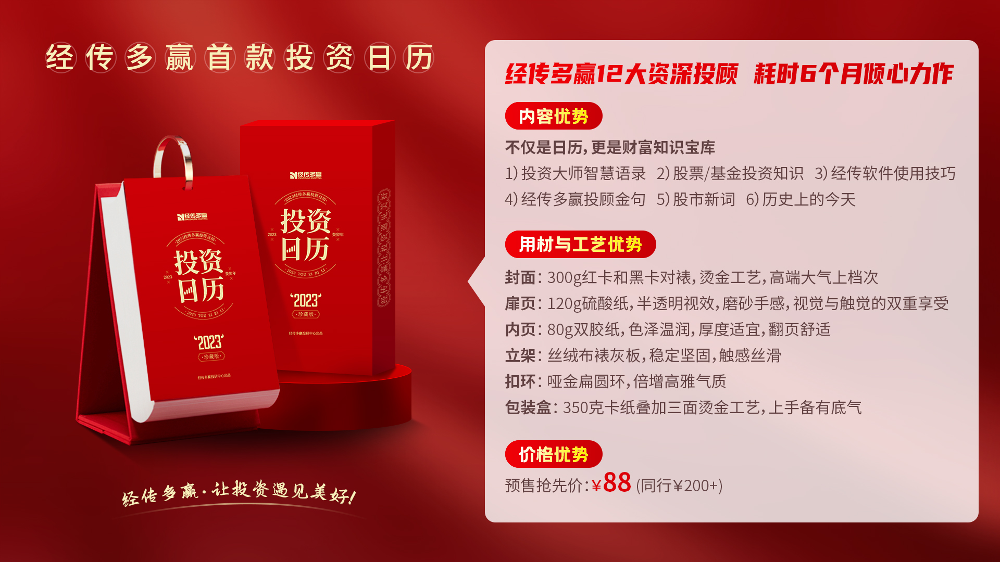 经传多赢首款投资日历
经传多赢
JINGZHUAN DUOYING
·2023经传多赢投资日历·
投资
日历
2023
癸卯年
·2023 TOU ZI RI LI·
2023
·珍藏版·
经传多赢投研中心出品
经传多赢
JINGZHUAN DUOYING
·2023经传多赢投资日历·
投资
日历
2023
癸卯年
·2023 TOU ZI RI LI·
2023
·珍藏版·
经传多赢投研中心出品
经传多赢·让投资遇见美好
经传多赢·让投资遇见美好!
经传多赢12大资深投顾 耗时6个月倾心力作
内容优势
不仅是日历，更是财富知识宝库
1）投资大师智慧语录 2）股票/基金投资知识 3）经传软件使用技巧
4）经传多赢投顾金句 5）股市新词 6）历史上的今天
用材与工艺优势
封面：300g红卡和黑卡对裱，烫金工艺，高端大气上档次
扉页：120g硫酸纸，半透明视效，磨砂手感，视觉与触觉的双重享受
内页：80g双胶纸，色泽温润，厚度适宜，翻页舒适
立架：丝绒布裱灰板，稳定坚固，触感丝滑
扣环：哑金扁圆环，倍增高雅气质
包装盒：350克卡纸叠加三面烫金工艺，上手备有底气
价格优势
预售抢先价：¥88 (同行¥200+)